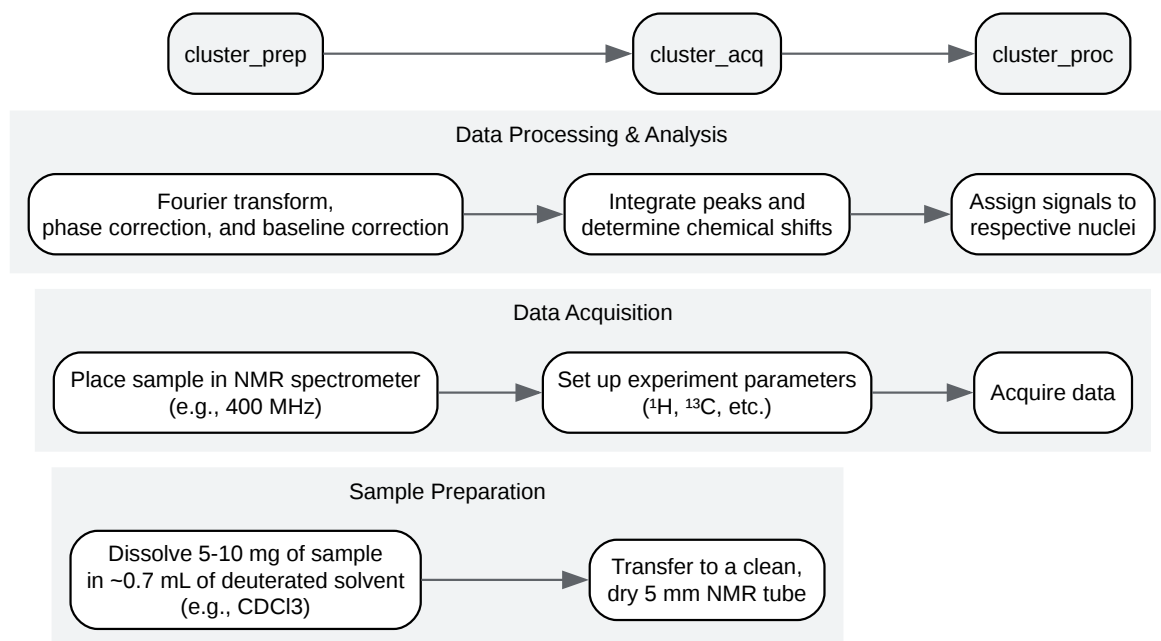 cluster_prep
cluster_acq
cluster_proc
Data Processing & Analysis
Fourier transform,
phase correction, and baseline correction
Integrate peaks and
determine chemical shifts
Assign signals to
respective nuclei
Data Acquisition
Place sample in NMR spectrometer
(e.g., 400 MHz)
Set up experiment parameters
(¹H, ¹³C, etc.)
Acquire data
Sample Preparation
Dissolve 5-10 mg of sample
in ~0.7 mL of deuterated solvent
(e.g., CDCl3)
Transfer to a clean,
dry 5 mm NMR tube